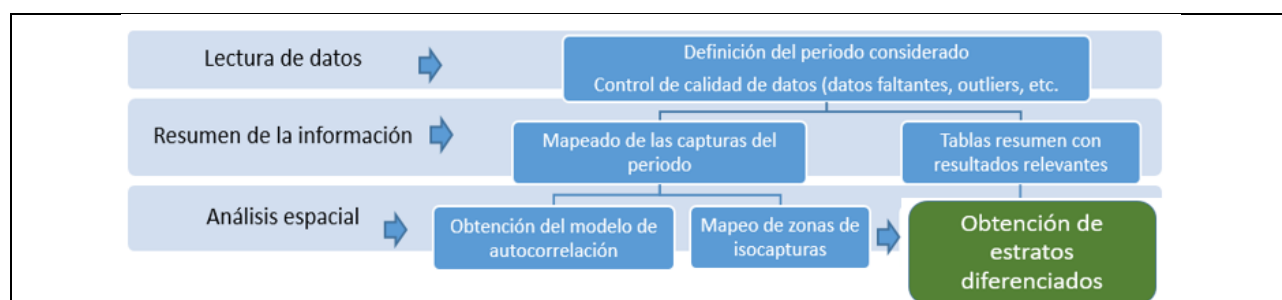 Lectura de datos
Definición del periodo considerado
Control de calidad de datos (datos faltantes, outliers, etc.
Resumen de la información
Mapeado de las capturas del
periodo
Tablas resumen con
resultados relevantes
Análisis espacial
Obtención del modelo de
autocorrelación
Mapeo de zonas de
isocapturas
Obtención de
estratos
diferenciados